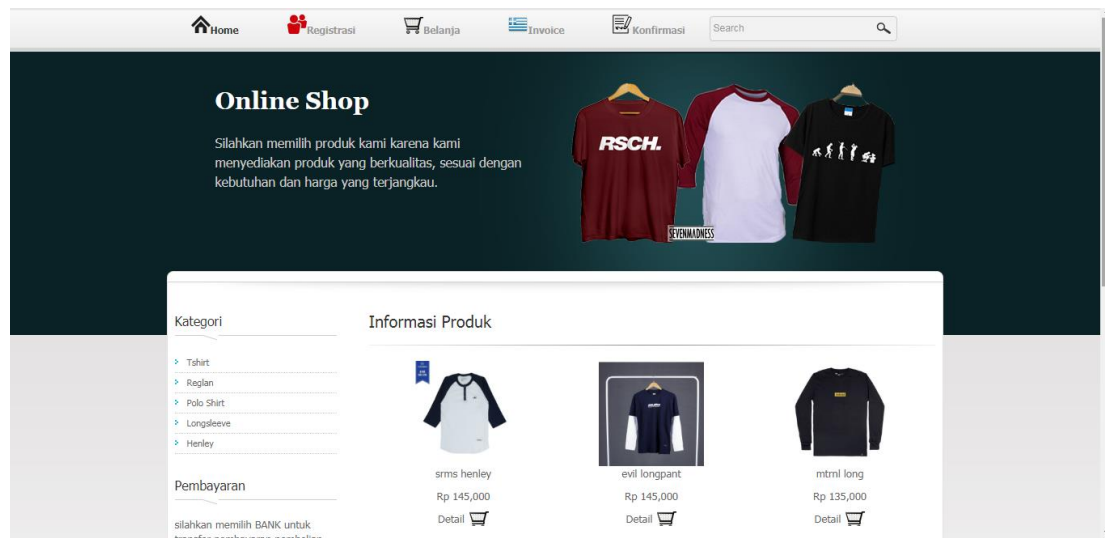 Home
Registrasi
Belanja
Invoice
Konfirmasi
Search
Online Shop
Silahkan memilih produk kami karena kami
menyediakan produk yang berkualitas, sesuai dengan
kebutuhan dan harga yang terjangkau.
RSCH.
SEVENMADNESS
Kategori
Tshirt
Reglan
Polo Shirt
Longsleeve
Henley
Pembayaran
silahkan memilih BANK untuk
transfer pembayaran pembelian
Informasi Produk
srms henley
Rp 145,000
Detail
evil longpant
Rp 145,000
Detail
mtrnl long
Rp 135,000
Detail